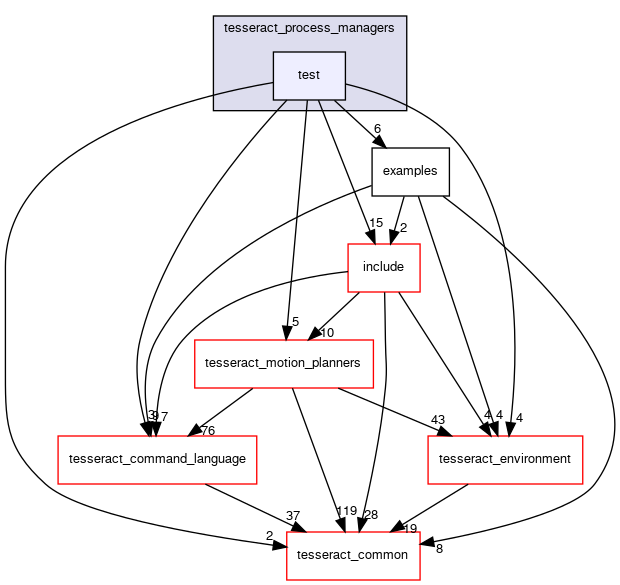 tesseract_process_managers
test
6
examples
15
2
include
5
10
tesseract_motion_planners
3
9
7
76
43
4
4
4
tesseract_command_language
tesseract_environment
37
119
28
19
2
8
tesseract_common